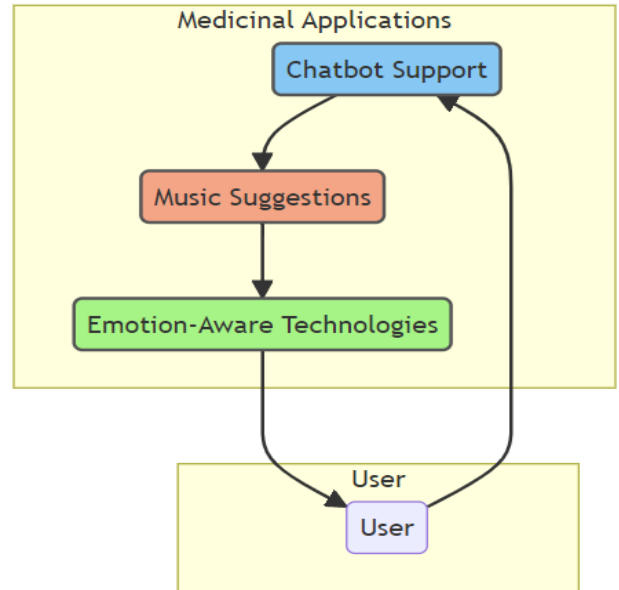 Medicinal Applications
Chatbot Support
Music Suggestions
Emotion-Aware Technologies
User
User